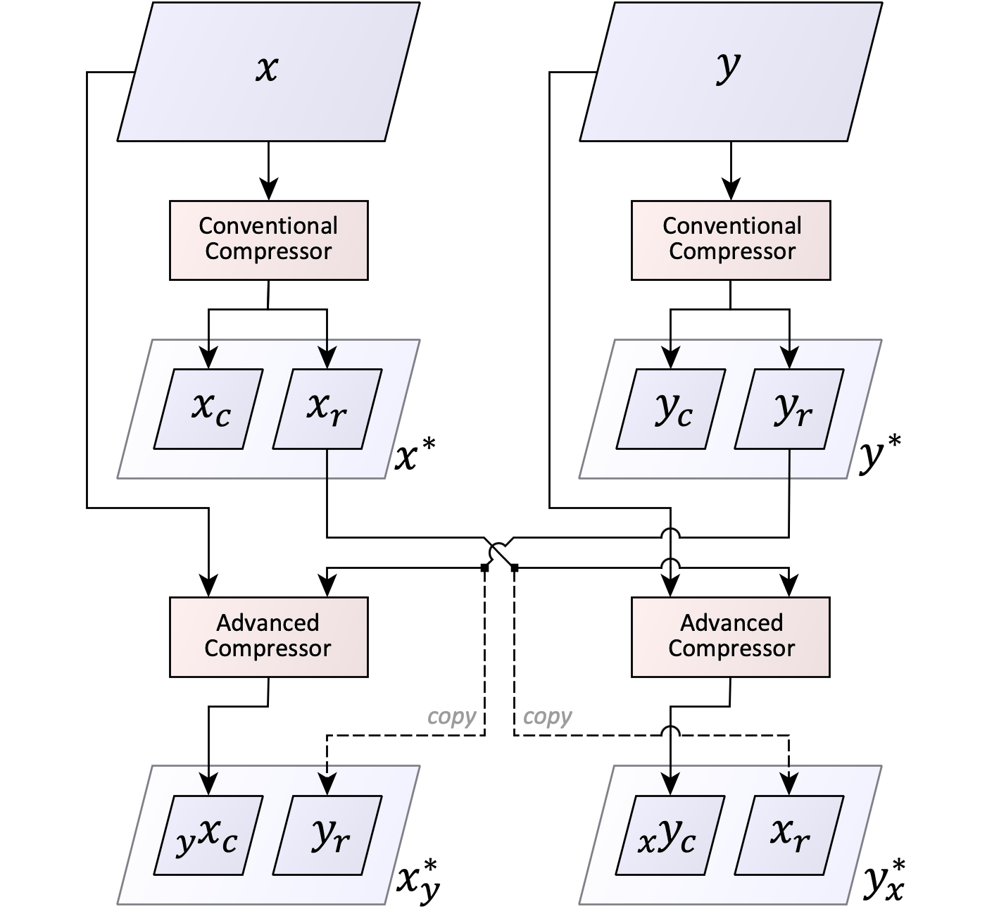 x
y
Conventional
Compressor
Conventional
Compressor
x_c
x_r
x*
y_c
y_r
y*
Advanced
Compressor
Advanced
Compressor
copy
copy
_yx_c
y_r
x*_y
_xy_c
x_r
y*_x